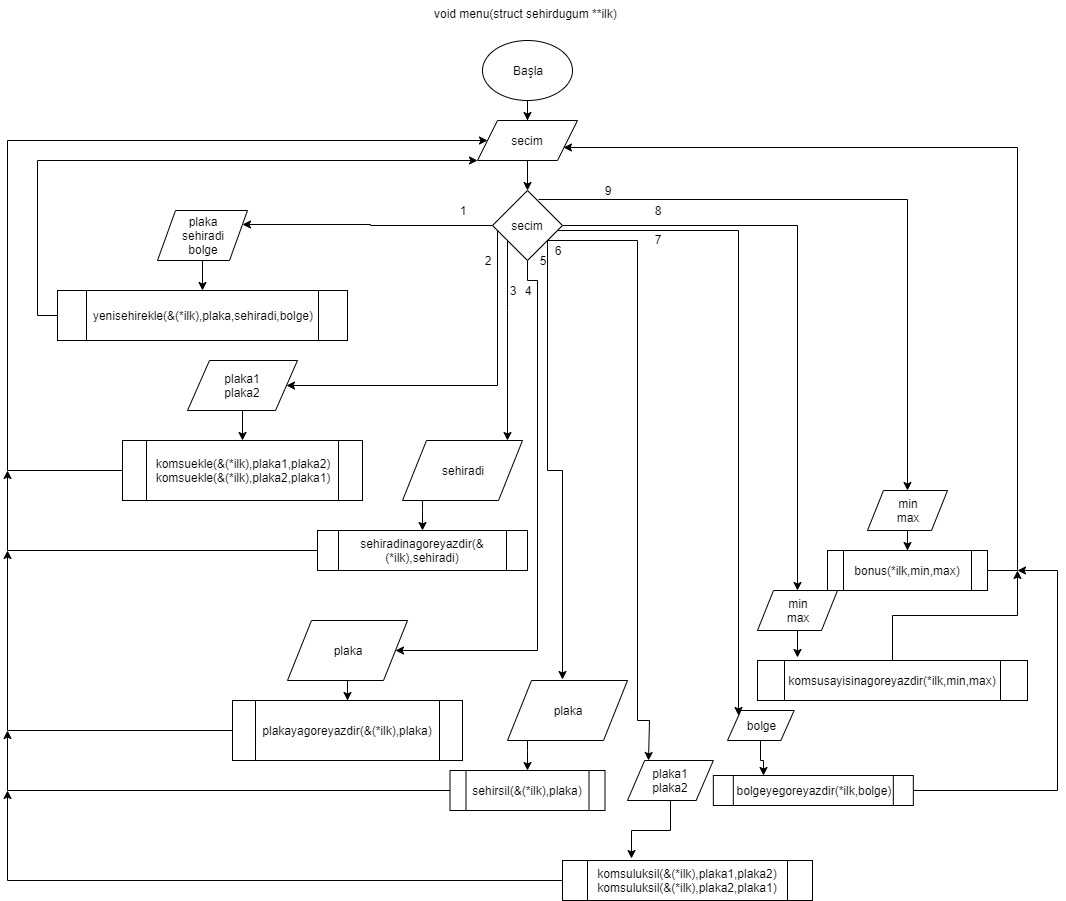 void menu(struct sehirdugum **ilk)
Başla
secim
secim
9
8
7
1
2
3
4
5
6
plaka
sehiradi
bolge
yenisehirekle(&(*ilk),plaka,sehiradi,bolge)
plaka1
plaka2
komsuekle(&(*ilk),plaka1,plaka2)
komsuekle(&(*ilk),plaka2,plaka1)
sehiradi
sehiradinagoreyazdir(&
(*ilk),sehiradi)
min
max
bonus(*ilk,min,max)
min
max
komsusayisinagoreyazdir(*ilk,min,max)
plaka
plakayagoreyazdir(&(*ilk),plaka)
plaka
sehirsil(&(*ilk),plaka)
bolge
bolgeyegoreyazdir(*ilk,bolge)
plaka1
plaka2
komsuluksil(&(*ilk),plaka1,plaka2)
komsuluksil(&(*ilk),plaka2,plaka1)